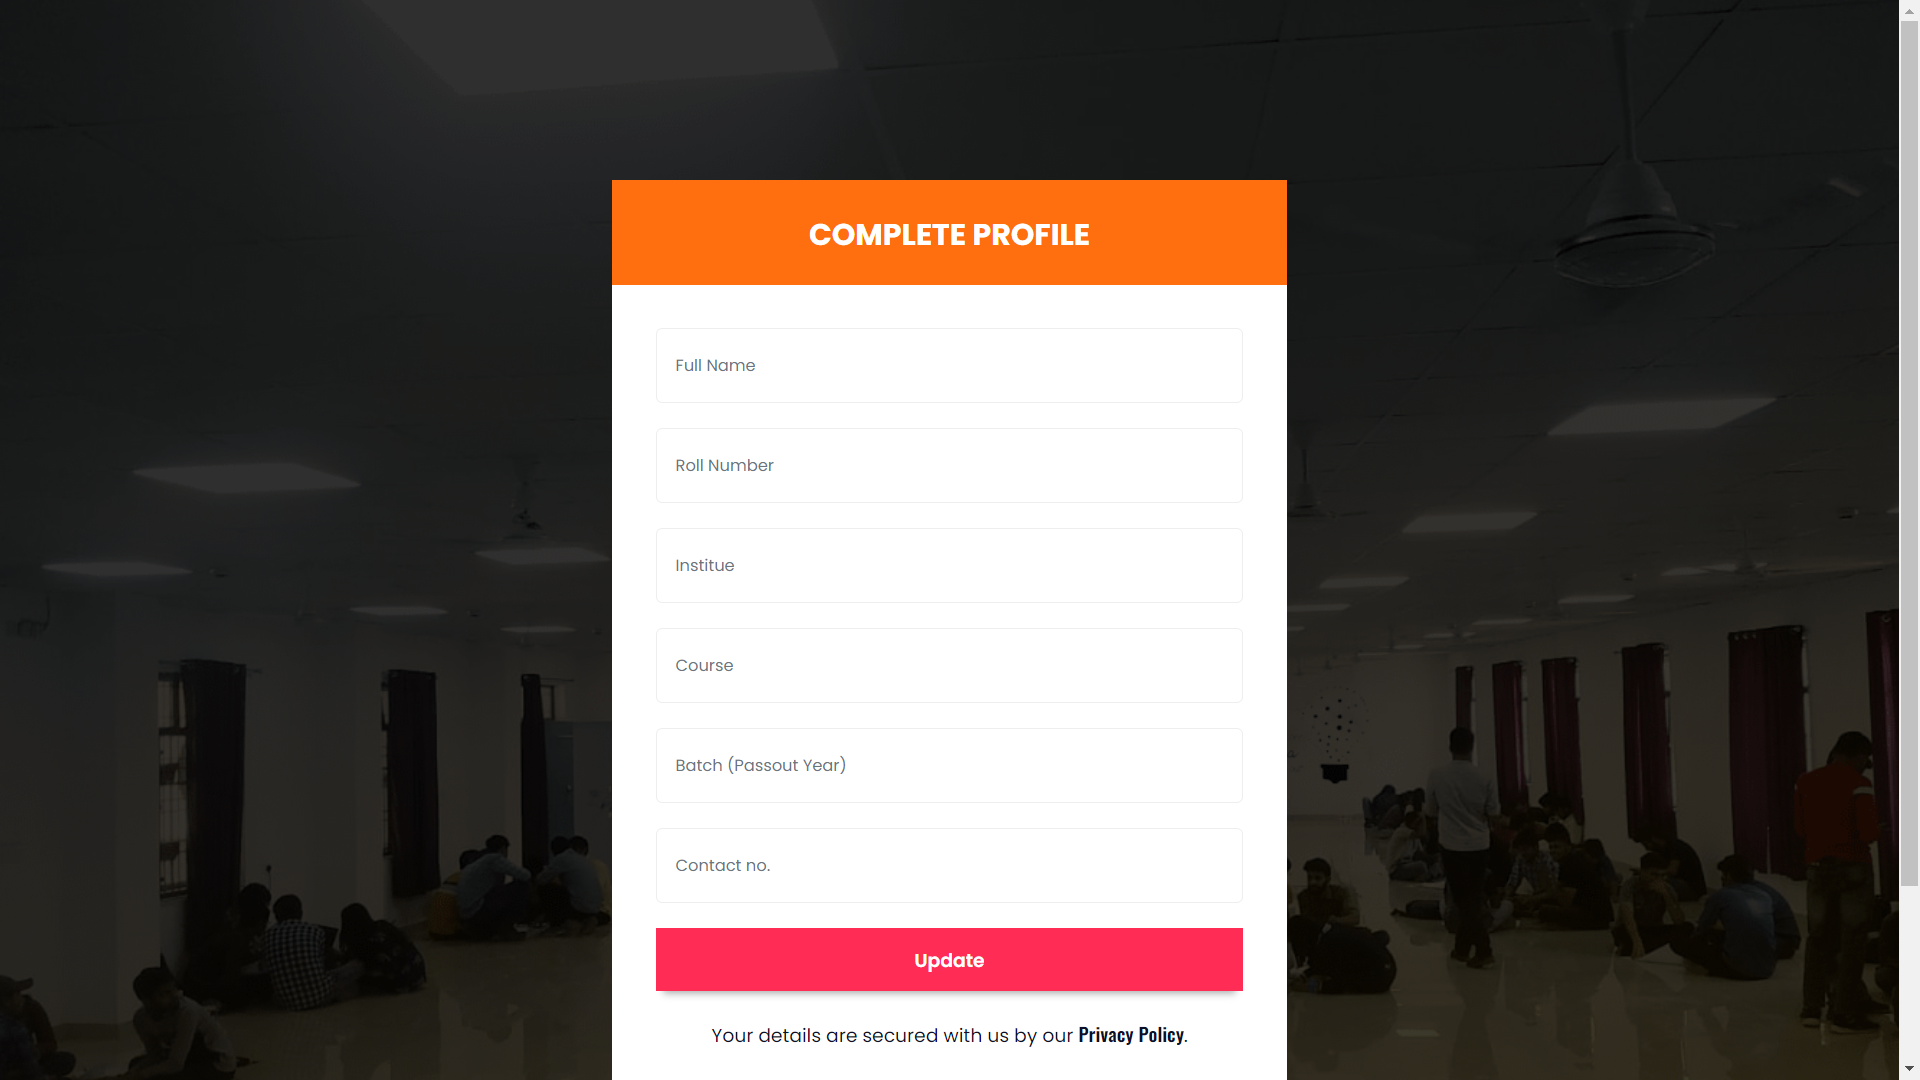 COMPLETE PROFILE
Full Name
Roll Number
Institue
Course
Batch (Passout Year)
Contact no.
Update
Your details are secured with us by our Privacy Policy.